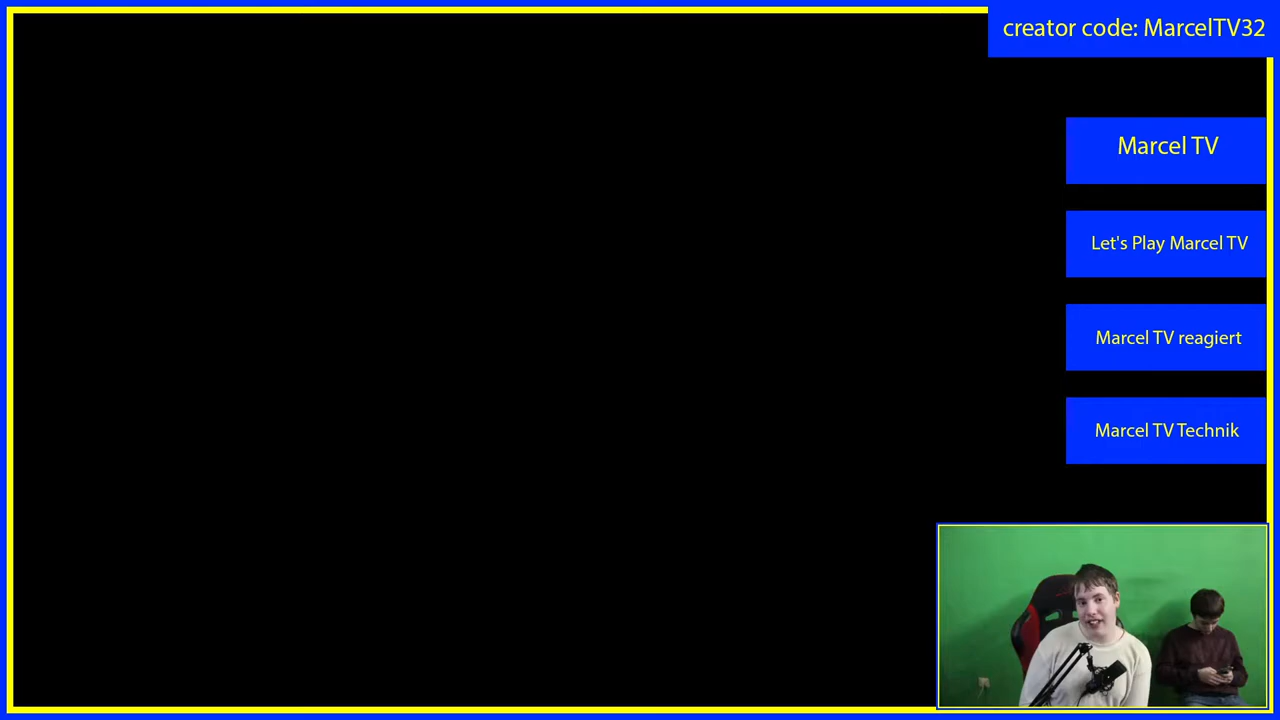 creator code: MarcelTV32
Marcel TV
Let's Play Marcel TV
Marcel TV reagiert
Marcel TV Technik